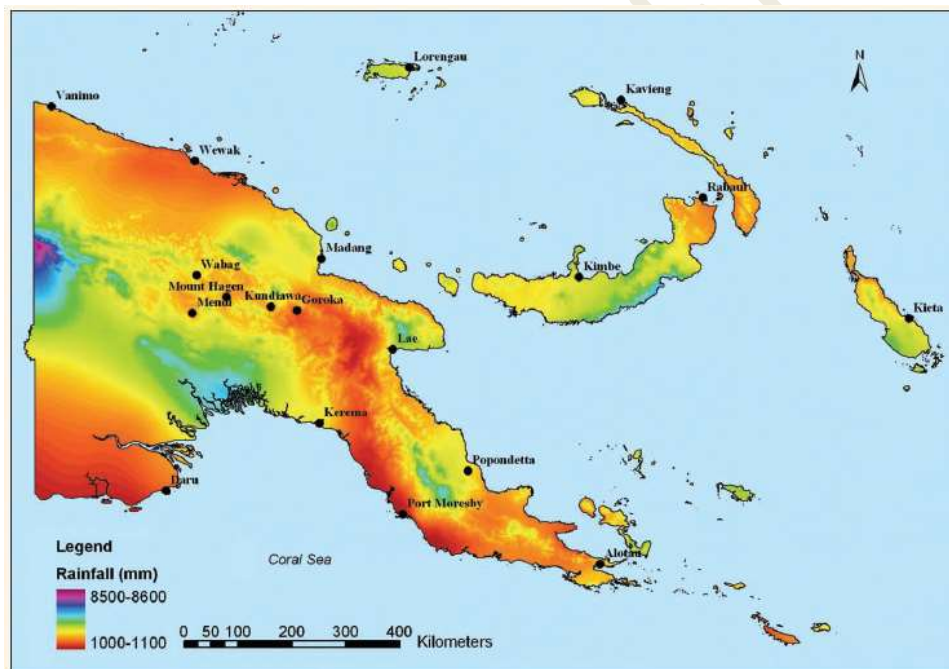 Lorengau
N
Kavieng
Vanimo
Wewak
Rabaul
Madang
Wabag
Kimbe
Mount Hagen
Kundiawa
Goroka
Mendi
Kieta
Lae
Kerema
Popondetta
Daru
Port Moresby
Legend
Coral Sea
Alotau
Rainfall (mm)
8500-8600
1000-1100
0 50 100 200 300 400
Kilometers